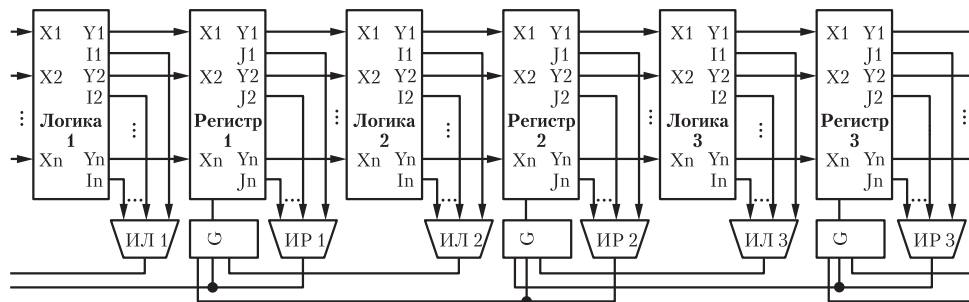 X1 Y1 X1 Y1 X1 Y1 X1 Y1 X1 Y1 X1 Y1
I1 J1 I1 J1 I1 J1
X2 Y2 X2 Y2 X2 Y2 X2 Y2 X2 Y2 X2 Y2
I2 J2 I2 J2 I2 J2
Логика Регистр Логика Регистр Логика Регистр
1 1 2 2 3 3
Xn Yn Xn Yn Xn Yn Xn Yn Xn Yn Xn Yn
In Jn In Jn In Jn
ИЛ 1 G ИР 1 ИЛ 2 G ИР 2 ИЛ 3 G ИР 3